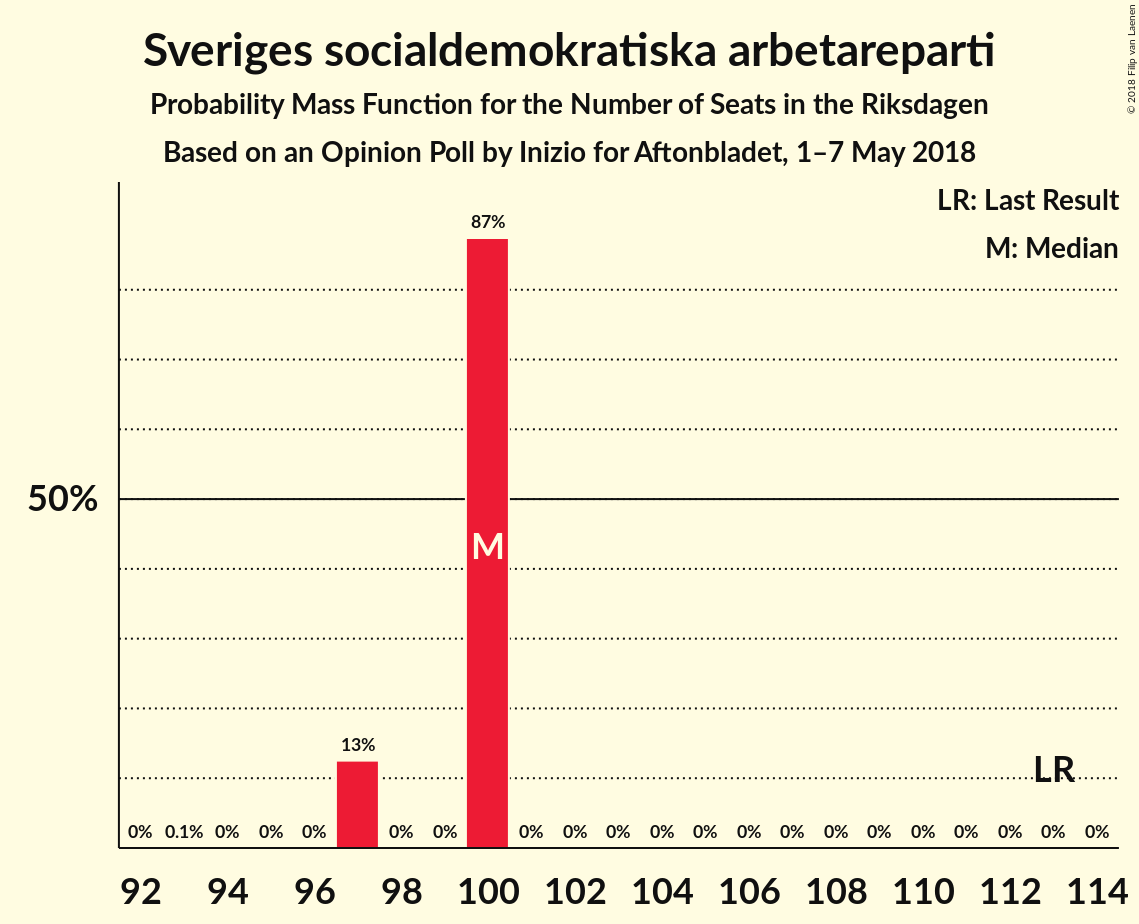 Sveriges socialdemokratiska arbetareparti
Probability Mass Function for the Number of Seats in the Riksdagen
Based on an Opinion Poll by Inizio for Aftonbladet, 1–7 May 2018
© 2018 Filip van Laenen
LR: Last Result
M: Median
87%
50%
M
13%
LR
0% 0.1% 0% 0% 0% 0% 0% 0% 0% 0% 0% 0% 0% 0% 0% 0% 0% 0% 0% 0% 0%
92 94 96 98 100 102 104 106 108 110 112 114